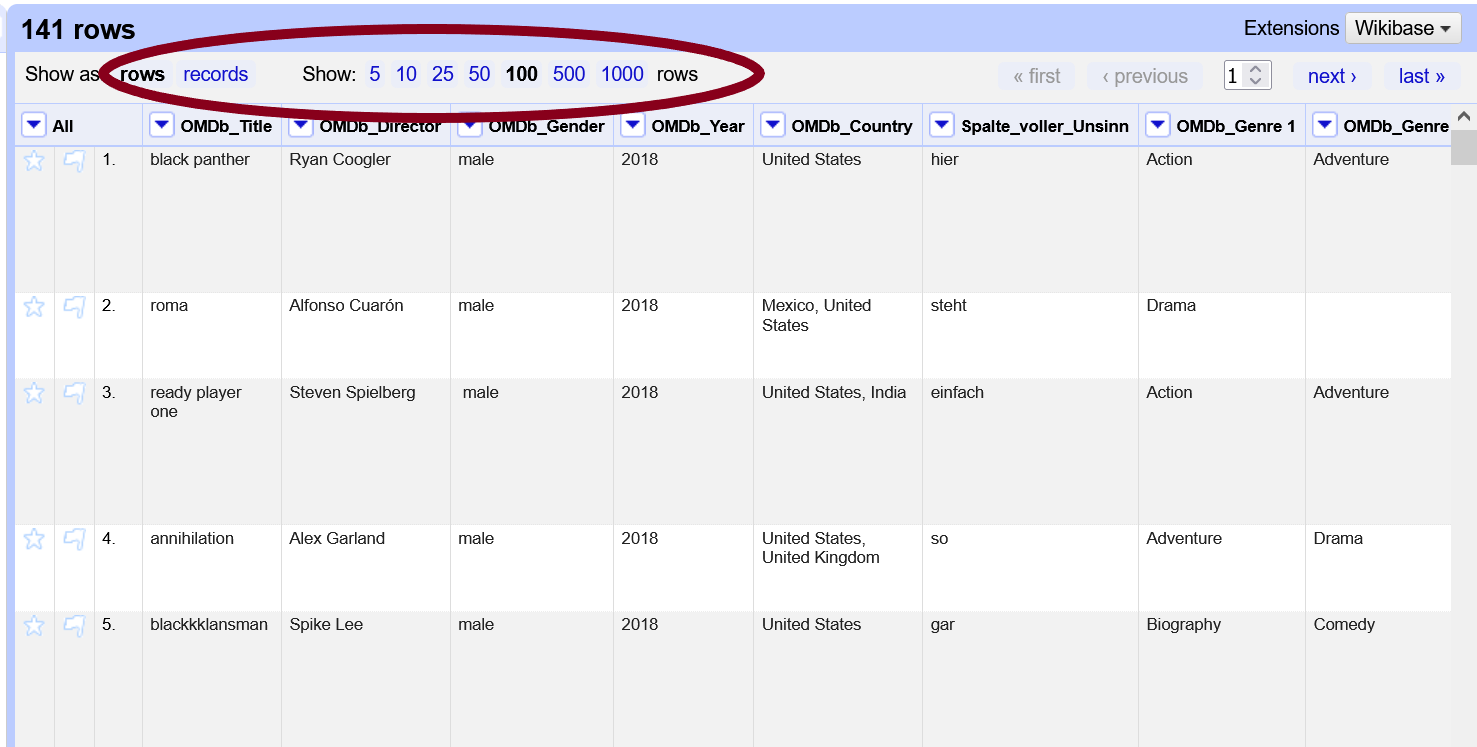 141 rows Extensions Wikibase
Show as rows records Show: 5 10 25 50 100 500 1000 rows « first ‹ previous 1 next › last »
All OMDb_Title OMDb_Director OMDb_Gender OMDb_Year OMDb_Country Spalte_voller_Unsinn OMDb_Genre 1 OMDb_Genre
1. black panther Ryan Coogler male 2018 United States hier Action Adventure
2. roma Alfonso Cuarón male 2018 Mexico, United steht Drama
States
3. ready player Steven Spielberg male 2018 United States, India einfach Action Adventure
one
4. annihilation Alex Garland male 2018 United States, so Adventure Drama
United Kingdom
5. blackkklansman Spike Lee male 2018 United States gar Biography Comedy